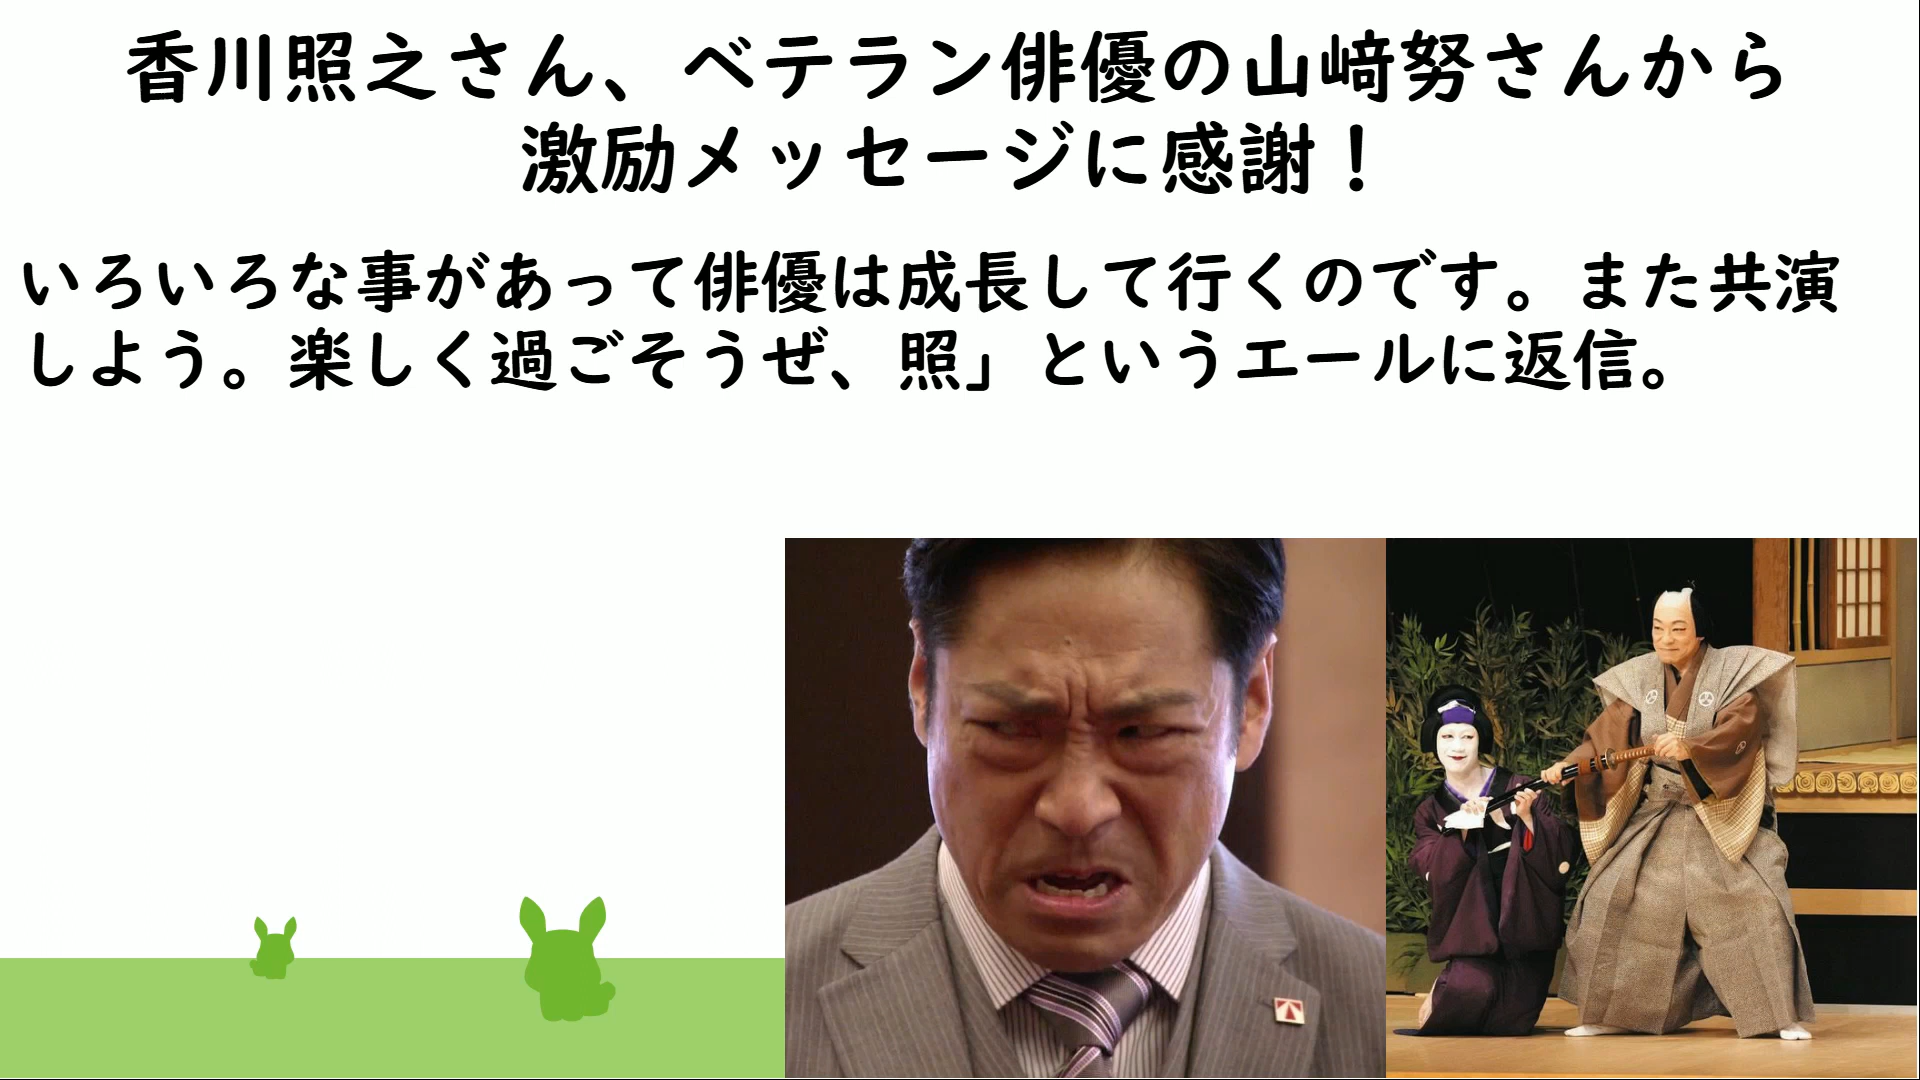 香川照之さん、ベテラン俳優の山﨑努さんから
激励メッセージに感謝！
いろいろな事があって俳優は成長して行くのです。また共演
しよう。楽しく過ごそうぜ、照」というエールに返信。